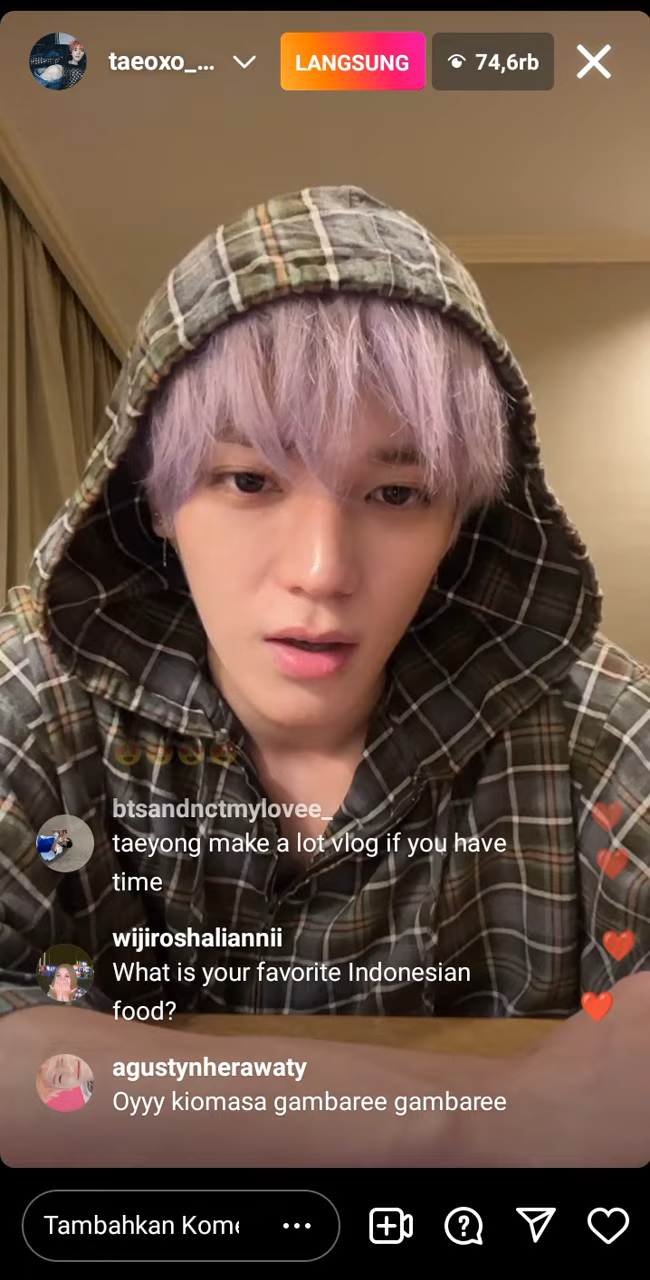 taeoxo_...
LANGSUNG
74,6rb
btsandnctmylovee_
taeyong make a lot vlog if you have
time
wijiroshaliannii
What is your favorite Indonesian
food?
agustynherawaty
Oyyy kiomasa gambaree gambaree
Tambahkan Kome